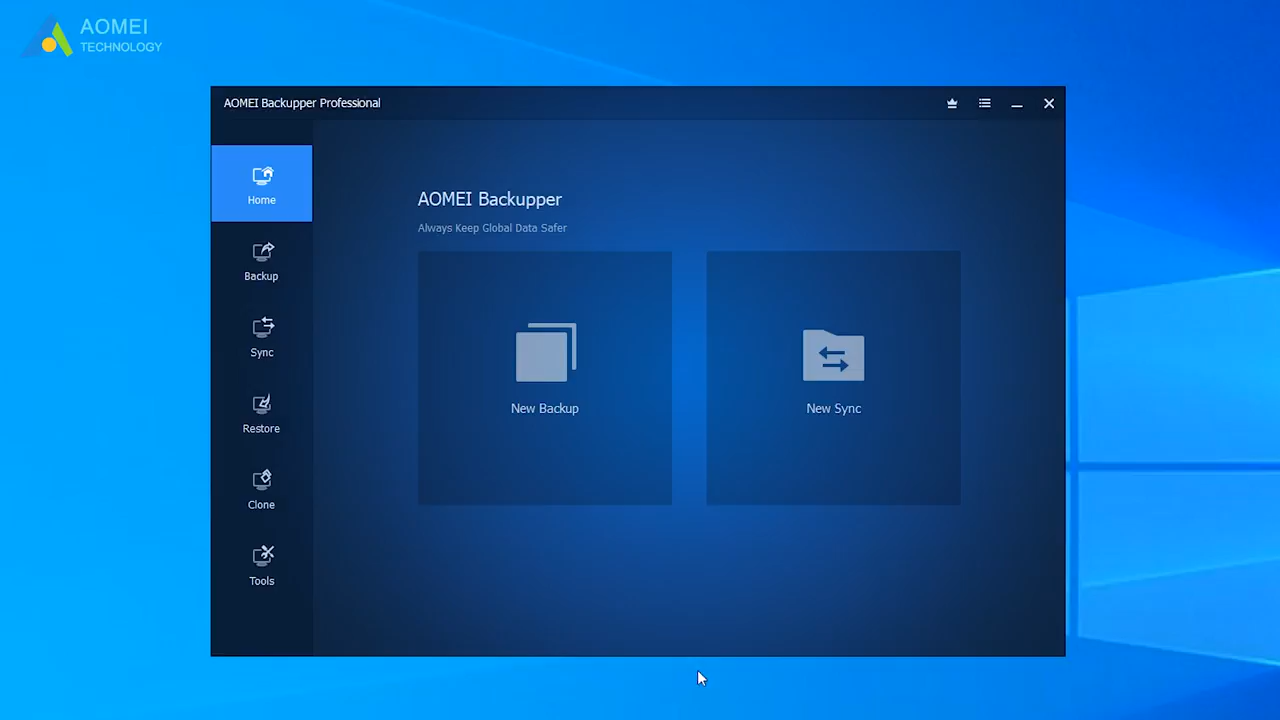 AOMEI
TECHNOLOGY
AOMEI Backupper Professional
Home
Backup
Sync
Restore
Clone
Tools
AOMEI Backupper
Always Keep Global Data Safer
New Backup
New Sync